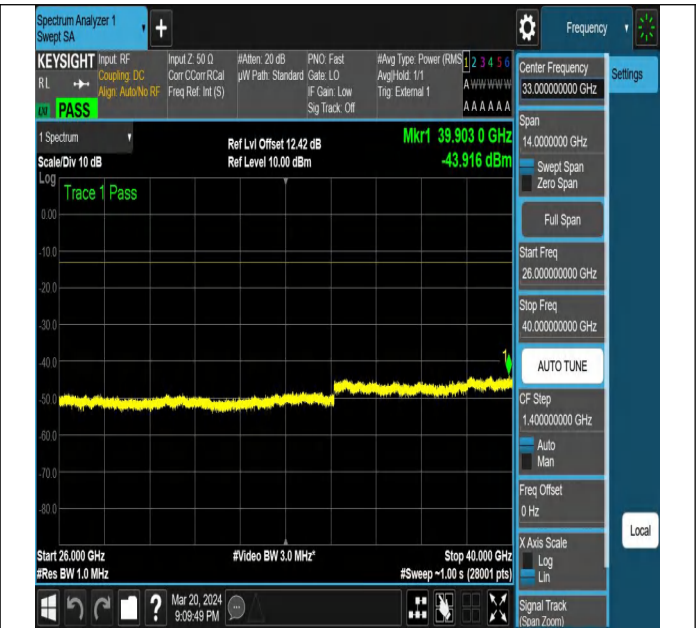 Spectrum Analyzer 1
Swept SA
+
Frequency
KEYSIGHT
RL
PASS
Input: RF
Coupling: DC
Align: Auto/No RF
Input Z: 50 Ω
Corr CCorr RCal
Freq Ref: Int (S)
#Atten: 20 dB
µW Path: Standard
PNO: Fast
Gate: LO
IF Gain: Low
Sig Track: Off
#Avg Type: Power (RMS
Avg|Hold: 1/1
Trig: External 1
1 2 3 4 5 6
A W W W W W
A A A A A A
1 Spectrum
Scale/Div 10 dB
Ref Lvl Offset 12.42 dB
Ref Level 10.00 dBm
Mkr1 39.903 0 GHz
-43.916 dBm
Log
Trace 1 Pass
0.00
-10.0
-20.0
-30.0
-40.0
-50.0
-60.0
-70.0
-80.0
1
Start 26.000 GHz
#Res BW 1.0 MHz
#Video BW 3.0 MHz*
Stop 40.000 GHz
#Sweep ~1.00 s (28001 pts)
?
Mar 20, 2024
9:09:49 PM
Center Frequency
33.000000000 GHz
Settings
Span
14.0000000 GHz
Swept Span
Zero Span
Full Span
Start Freq
26.000000000 GHz
Stop Freq
40.000000000 GHz
AUTO TUNE
CF Step
1.400000000 GHz
Auto
Man
Freq Offset
0 Hz
X Axis Scale
Log
Lin
Local
Signal Track
(Span Zoom)